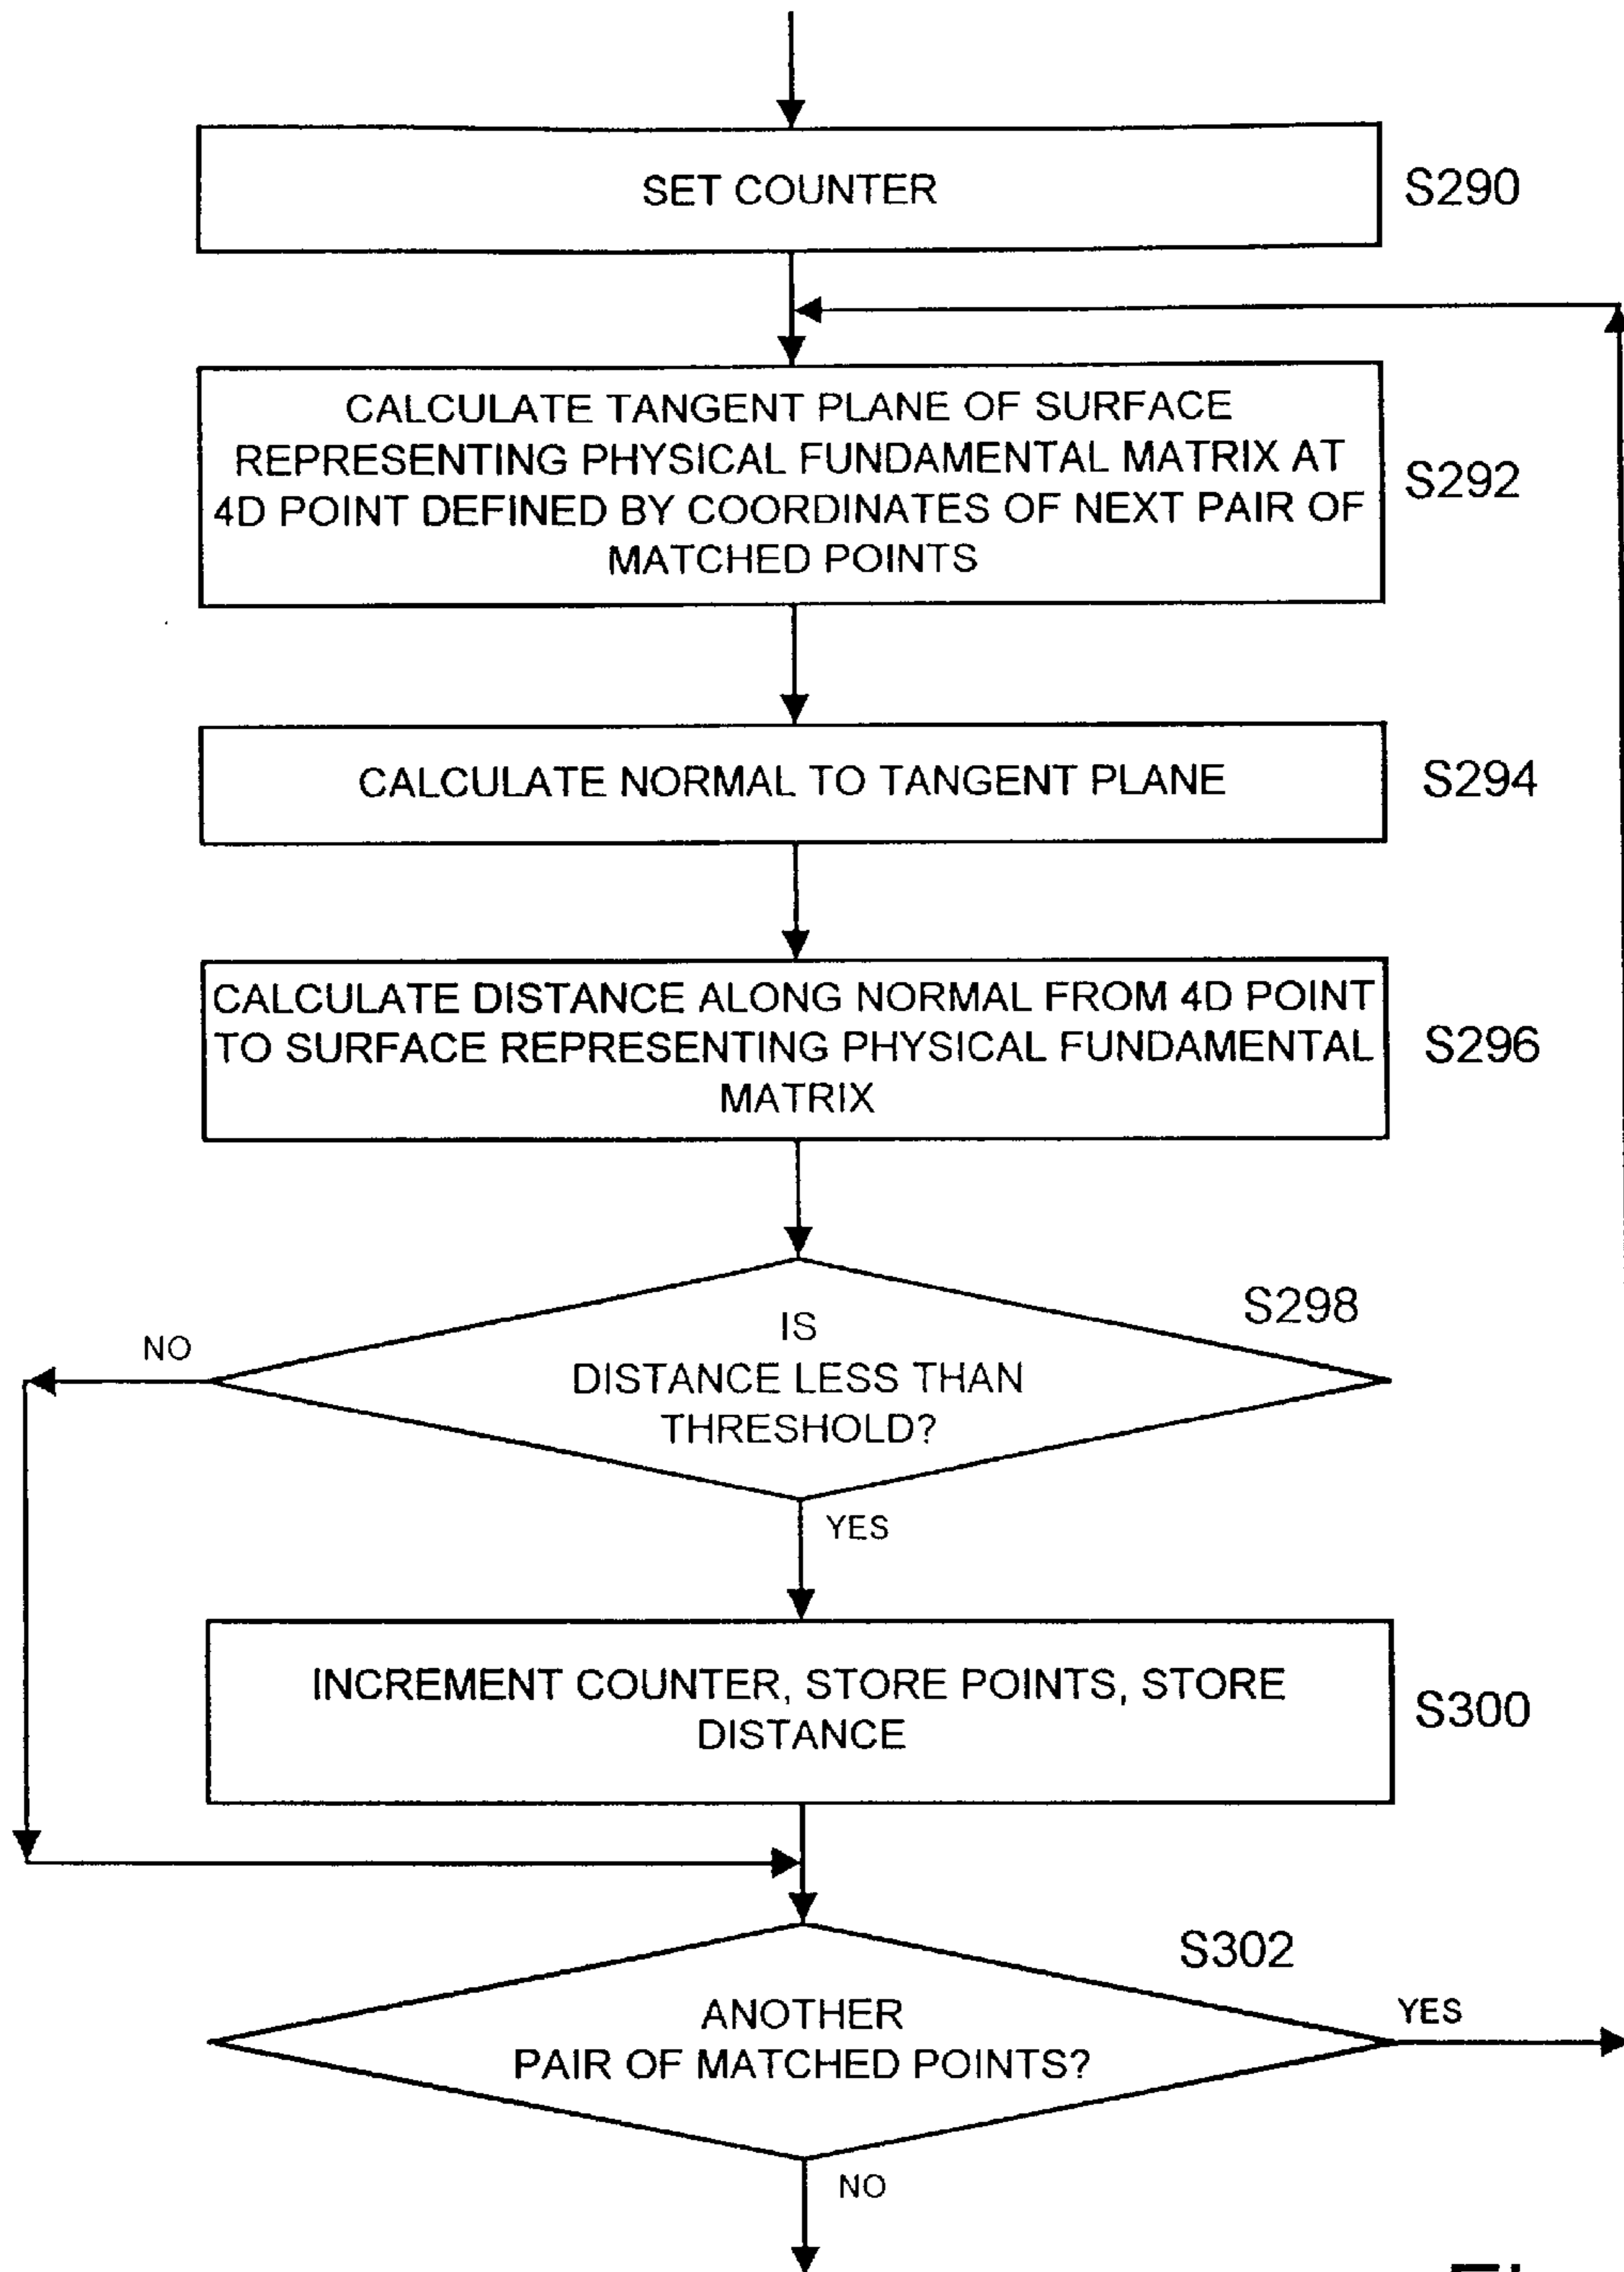 SET COUNTER
S290
CALCULATE TANGENT PLANE OF SURFACE
REPRESENTING PHYSICAL FUNDAMENTAL MATRIX AT
4D POINT DEFINED BY COORDINATES OF NEXT PAIR OF
MATCHED POINTS
S292
CALCULATE NORMAL TO TANGENT PLANE
S294
CALCULATE DISTANCE ALONG NORMAL FROM 4D POINT
TO SURFACE REPRESENTING PHYSICAL FUNDAMENTAL
MATRIX
S296
S298
IS
DISTANCE LESS THAN
THRESHOLD?
NO
YES
INCREMENT COUNTER, STORE POINTS, STORE
DISTANCE
S300
S302
ANOTHER
PAIR OF MATCHED POINTS?
YES
NO